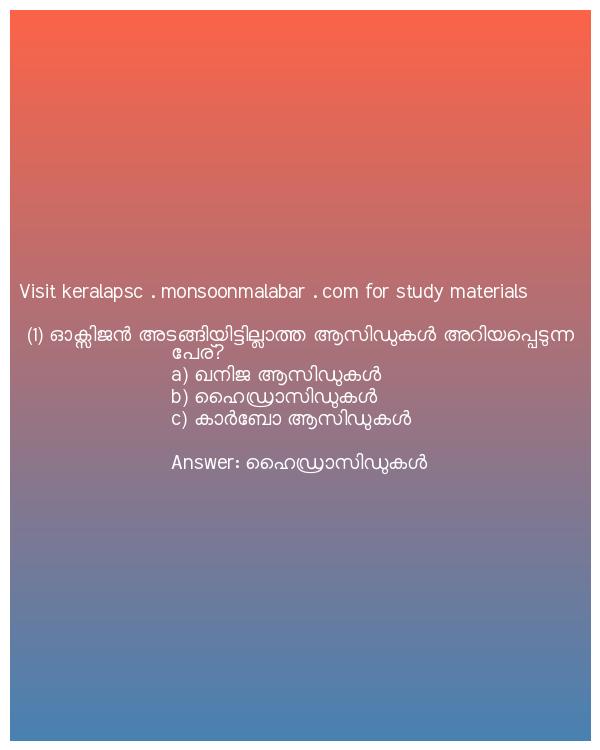 Visit keralapsc . monsoonmalabar . com for study materials
(1) ഓക്സിജൻ അടങ്ങിയിട്ടില്ലാത്ത ആസിഡുകൾ അറിയപ്പെടുന്ന
പേര്?
a) ഖനിജ ആസിഡുകൾ
b) ഹൈഡ്രാസിഡുകൾ
c) കാർബോ ആസിഡുകൾ
Answer: ഹൈഡ്രാസിഡുകൾ